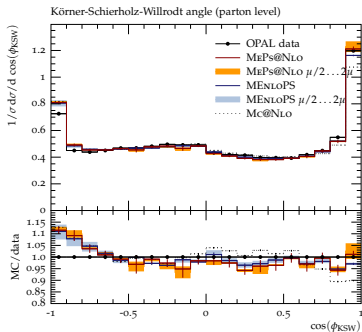 Körner-Schierholz-Willrodt angle (parton level)
1/σ dσ/d cos(ϕKSW)
OPAL data
MEPS@NLO
MEPS@NLO μ/2...2μ
MENLOPS
MENLOPS μ/2...2μ
MC@NLO
1.2
1.0
0.8
0.6
0.4
0.2
MC/data
1.15
1.1
1.05
1.0
0.95
0.9
0.85
0.8
-1
-0.5
0
0.5
cos(ϕKSW)